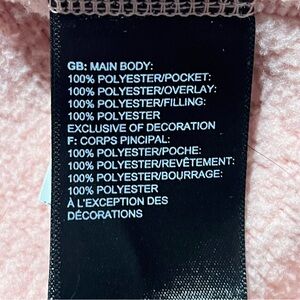 GB: MAIN BODY:
100% POLYESTER/POCKET:
100% POLYESTER/OVERLAY:
100% POLYESTER/FILLING:
100% POLYESTER
EXCLUSIVE OF DECORATION
F: CORPS PINCIPAL:
100% POLYESTER/POCHE:
100% POLYESTER/REVÊTEMENT:
100% POLYESTER/BOURRAGE:
100% POLYESTER
À L'EXCEPTION DES
DÉCORATIONS